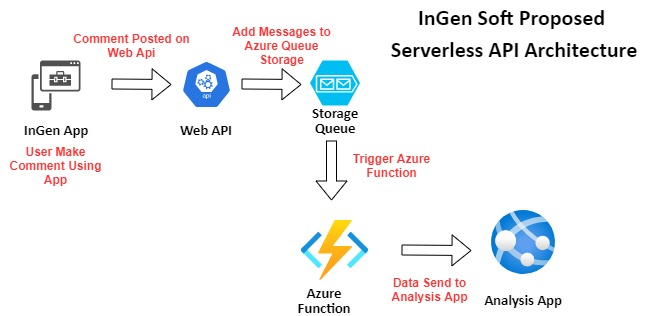 InGen Soft Proposed
Serverless API Architecture
Comment Posted on
Web Api
Add Messages to
Azure Queue
Storage
api
InGen App
Web API
Storage
Queue
User Make
Comment Using
App
Trigger Azure
Function
Azure
Function
Data Send to
Analysis App
Analysis App